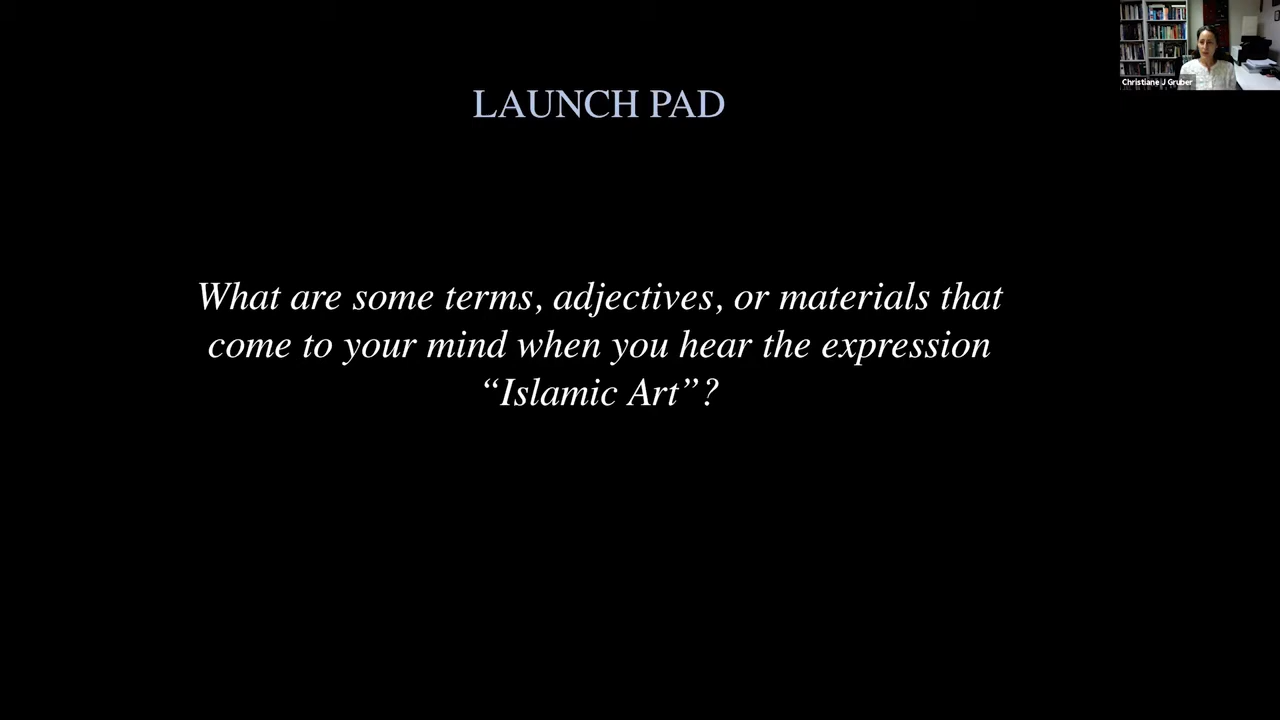 Christiane J Gruber
LAUNCH PAD
What are some terms, adjectives, or materials that
come to your mind when you hear the expression
“Islamic Art”?